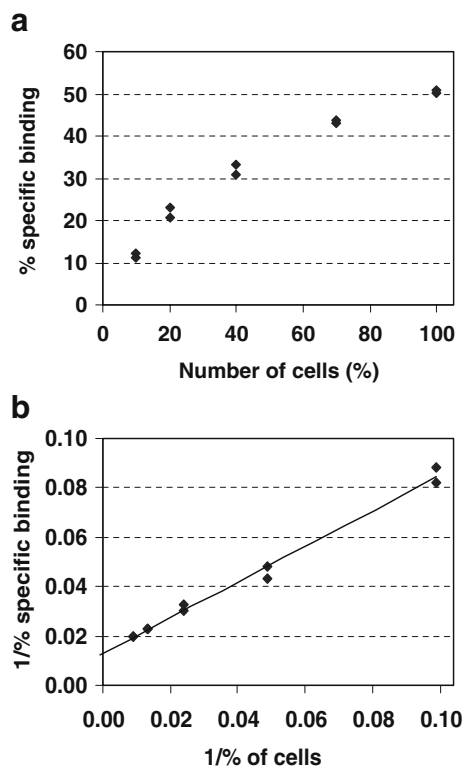 a
% specific binding
60
50
40
30
20
10
0
0 20 40 60 80 100
Number of cells (%)
b
1/% specific binding
0.10
0.08
0.06
0.04
0.02
0.00
0.00 0.02 0.04 0.06 0.08 0.10
1/% of cells